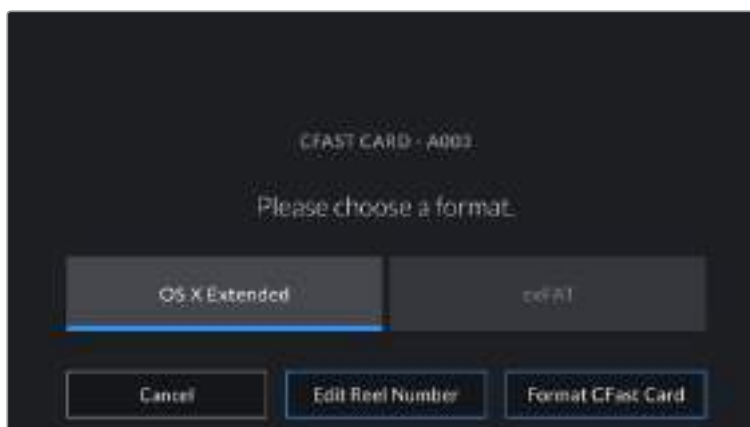 CFAST CARD - A003
Please choose a format.
OS X Extended exFAT
Cancel Edit Reel Number Format CFast Card